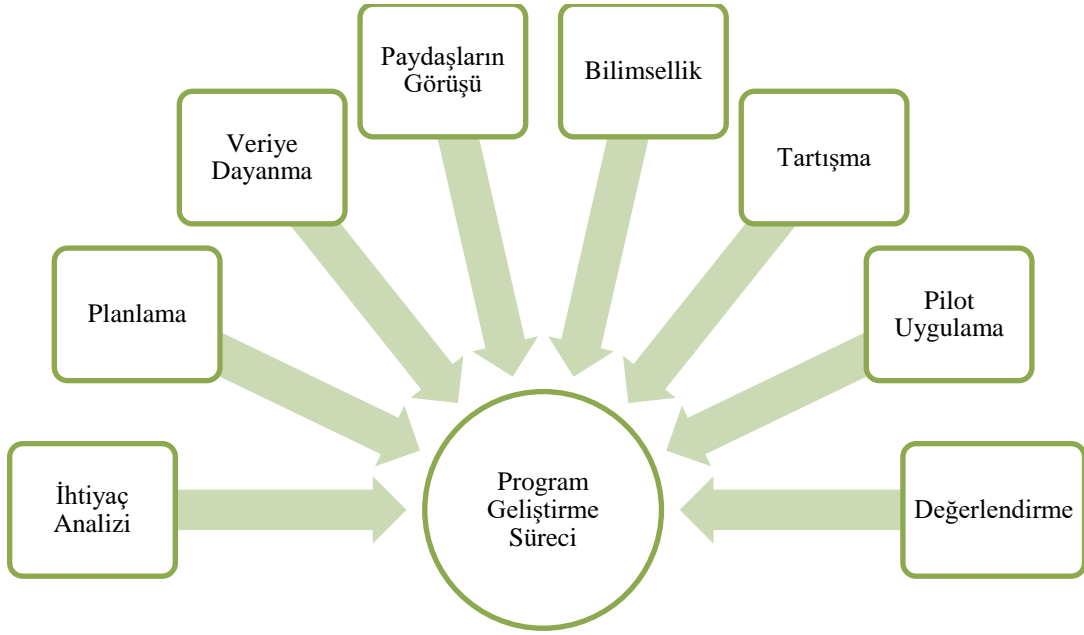 Paydaşların
Görüşü
Bilimsellik
Veriye
Dayanma
Tartışma
Planlama
Pilot
Uygulama
İhtiyaç
Analizi
Program
Geliştirme
Süreci
Değerlendirme